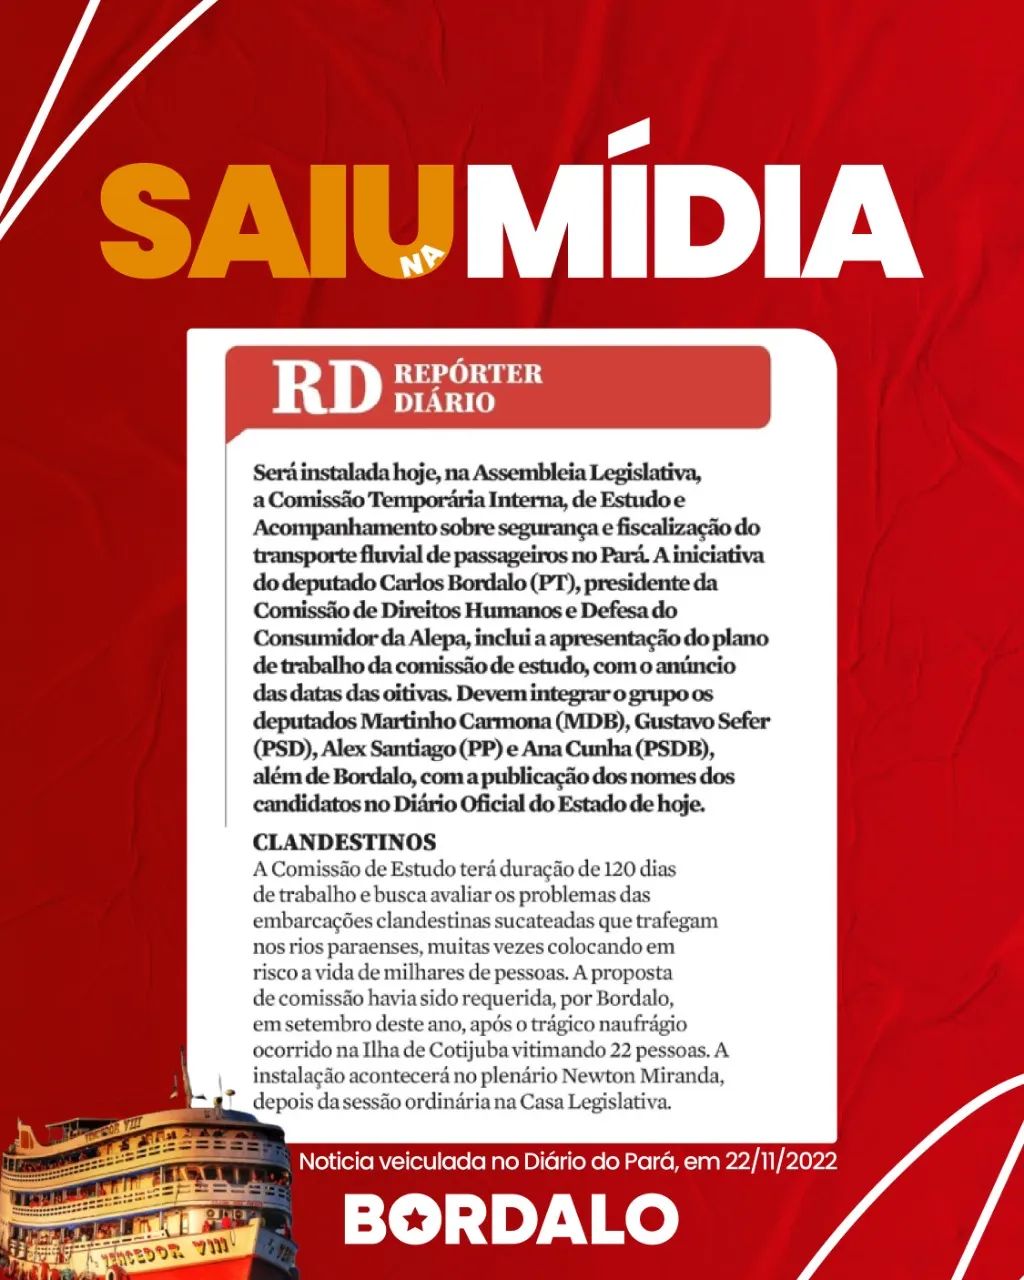 SAIU NA MÍDIA
RD REPÓRTER
DIÁRIO
Será instalada hoje, na Assembleia Legislativa,
a Comissão Temporária Interna, de Estudo e
Acompanhamento sobre segurança e fiscalização do
transporte fluvial de passageiros no Pará. A iniciativa
do deputado Carlos Bordalo (PT), presidente da
Comissão de Direitos Humanos e Defesa do
Consumidor da Alepa, inclui a apresentação do plano
de trabalho da comissão de estudo, com o anúncio
das datas das oitivas. Devem integrar o grupo os
deputados Martinho Carmona (MDB), Gustavo Sefer
(PSD), Alex Santiago (PP) e Ana Cunha (PSDB),
além de Bordalo, com a publicação dos nomes dos
candidatos no Diário Oficial do Estado de hoje.
CLANDESTINOS
A Comissão de Estudo terá duração de 120 dias
de trabalho e busca avaliar os problemas das
embarcações clandestinas sucateadas que trafegam
nos rios paraenses, muitas vezes colocando em
risco a vida de milhares de pessoas. A proposta
de comissão havia sido requerida, por Bordalo,
em setembro deste ano, após o trágico naufrágio
ocorrido na Ilha de Cotijuba vitimando 22 pessoas. A
instalação acontecerá no plenário Newton Miranda,
depois da sessão ordinária na Casa Legislativa.
VENCEDOR VIII
Noticia veiculada no Diário do Pará, em 22/11/2022
BORDALO
VENCEDOR VIII